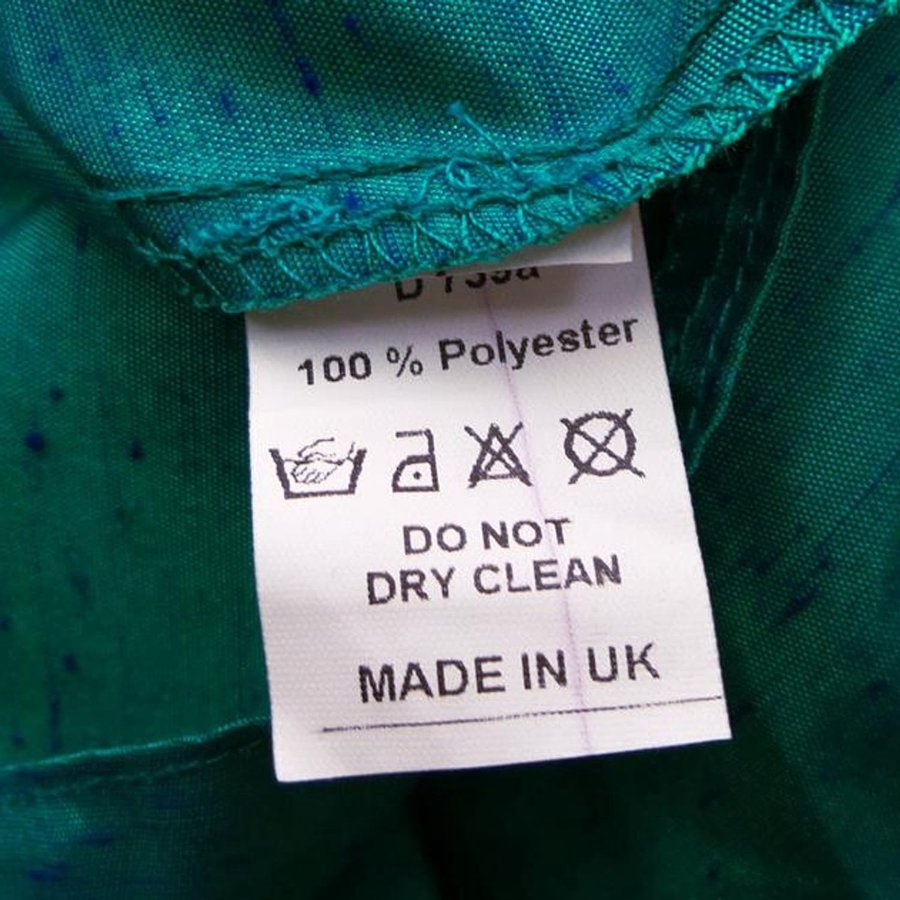 100 % Polyester
DO NOT
DRY CLEAN
MADE IN UK